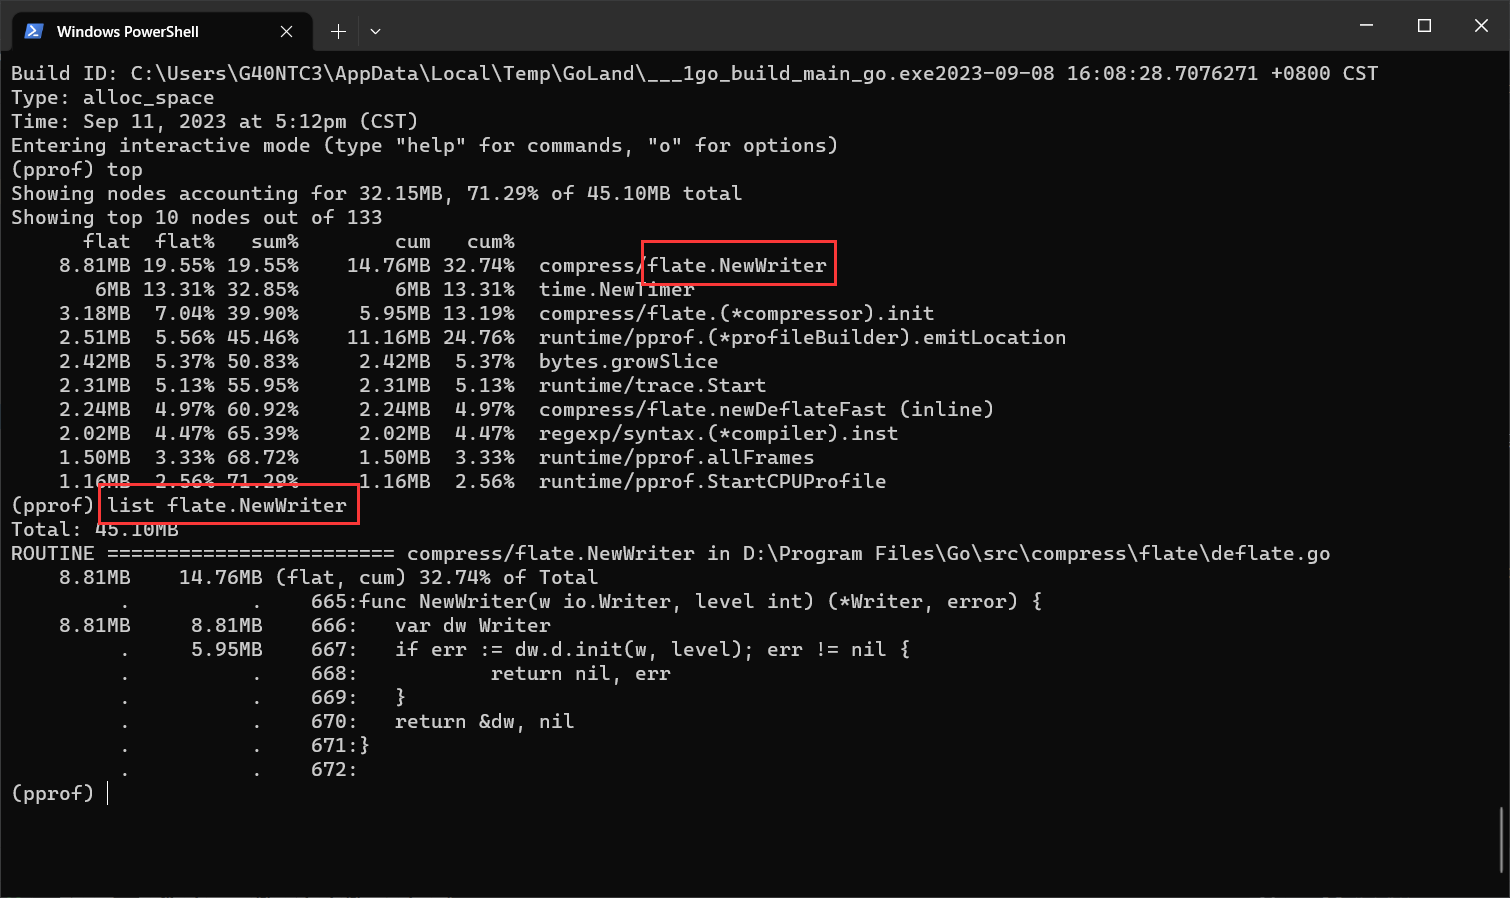 Windows PowerShell
Build ID: C:\Users\G40NTC3\AppData\Local\Temp\GoLand\___1go_build_main_go.exe2023-09-08 16:08:28.7076271 +0800 CST
Type: alloc_space
Time: Sep 11, 2023 at 5:12pm (CST)
Entering interactive mode (type "help" for commands, "o" for options)
(pprof) top
Showing nodes accounting for 32.15MB, 71.29% of 45.10MB total
Showing top 10 nodes out of 133
      flat  flat%   sum%        cum   cum%
    8.81MB 19.55% 19.55%    14.76MB 32.74%  compress/flate.NewWriter
       6MB 13.31% 32.85%        6MB 13.31%  time.NewTimer
    3.18MB  7.04% 39.90%     5.95MB 13.19%  compress/flate.(*compressor).init
    2.51MB  5.56% 45.46%    11.16MB 24.76%  runtime/pprof.(*profileBuilder).emitLocation
    2.42MB  5.37% 50.83%     2.42MB  5.37%  bytes.growSlice
    2.31MB  5.13% 55.95%     2.31MB  5.13%  runtime/trace.Start
    2.24MB  4.97% 60.92%     2.24MB  4.97%  compress/flate.newDeflateFast (inline)
    2.02MB  4.47% 65.39%     2.02MB  4.47%  regexp/syntax.(*compiler).inst
    1.50MB  3.33% 68.72%     1.50MB  3.33%  runtime/pprof.allFrames
    1.16MB  2.56% 71.29%     1.16MB  2.56%  runtime/pprof.StartCPUProfile
(pprof) list flate.NewWriter
Total: 45.10MB
ROUTINE ======================== compress/flate.NewWriter in D:\Program Files\Go\src\compress\flate\deflate.go
    8.81MB    14.76MB (flat, cum) 32.74% of Total
         .          .    665:func NewWriter(w io.Writer, level int) (*Writer, error) {
    8.81MB     8.81MB    666:   var dw Writer
         .     5.95MB    667:   if err := dw.d.init(w, level); err != nil {
         .          .    668:           return nil, err
         .          .    669:   }
         .          .    670:   return &dw, nil
         .          .    671:}
         .          .    672:
(pprof)